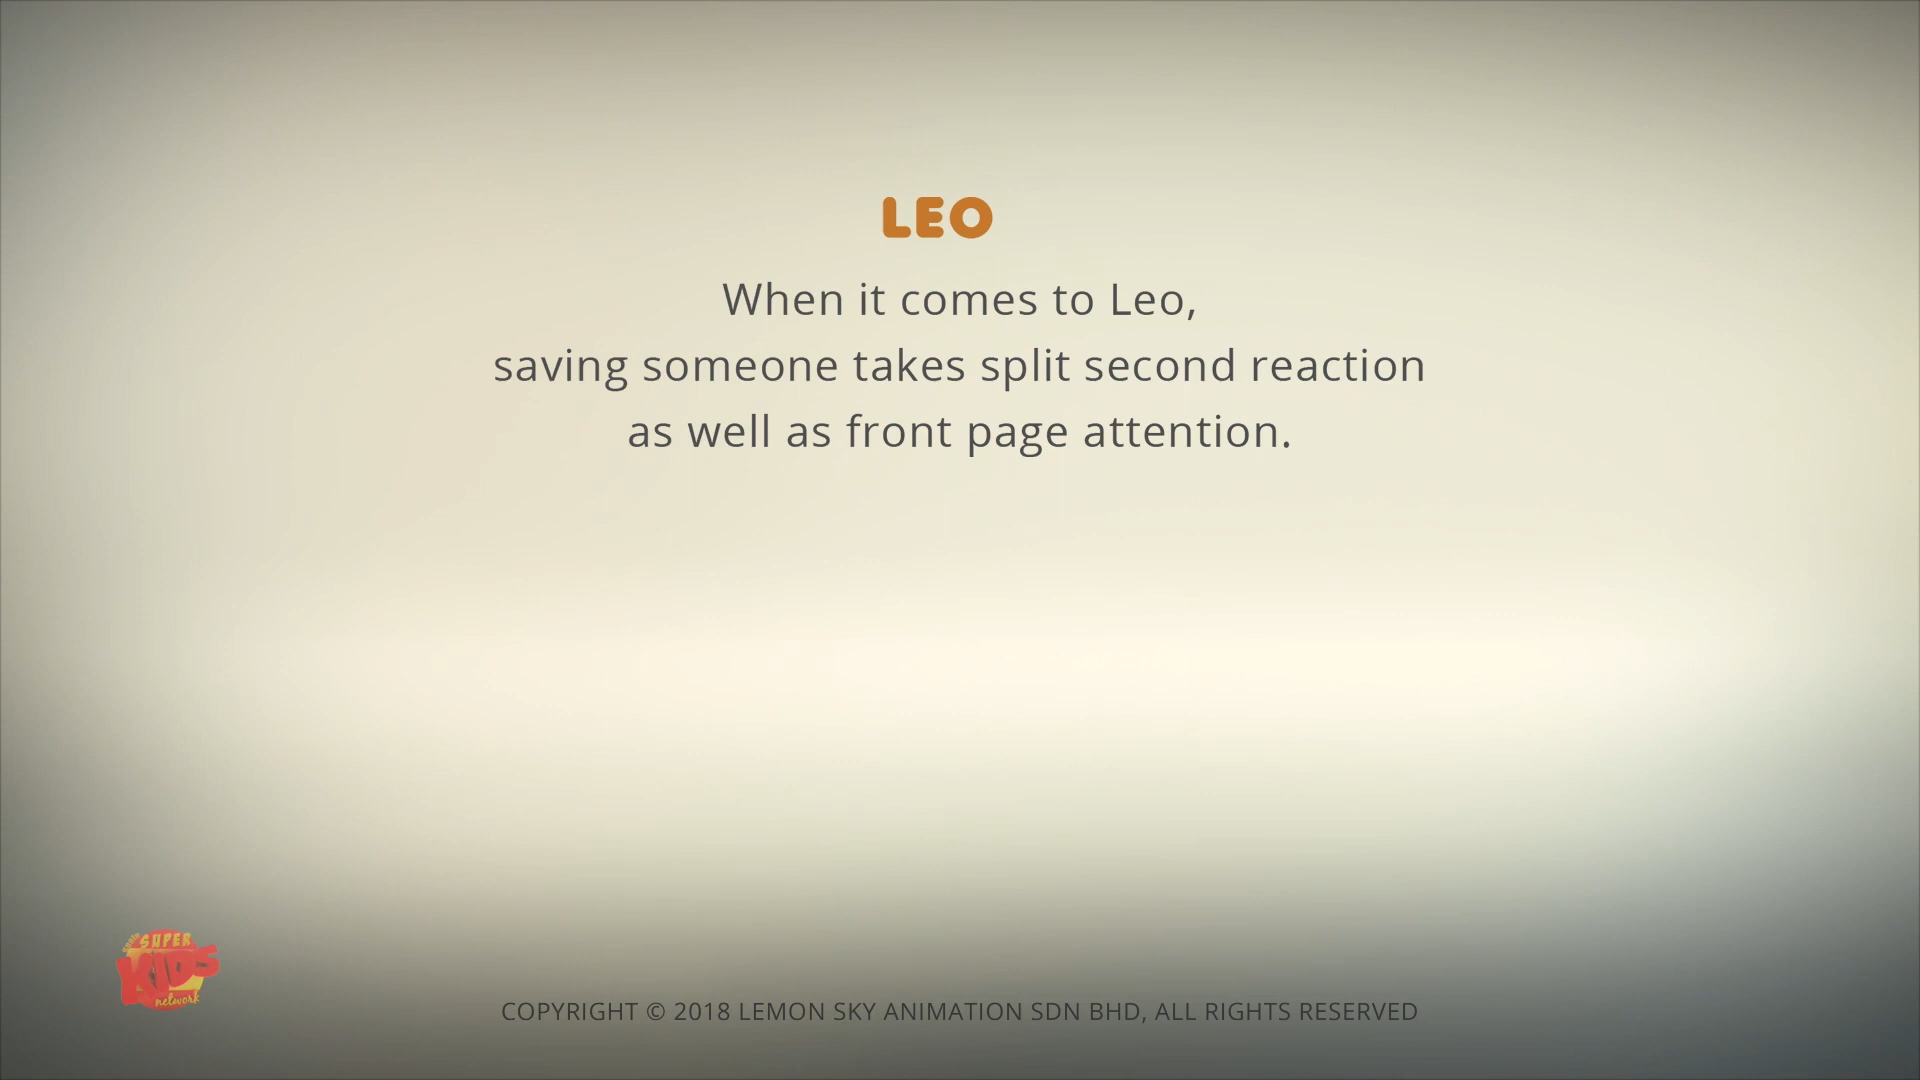 LEO
When it comes to Leo,
saving someone takes split second reaction
as well as front page attention.
SUPER
KIDS
network
COPYRIGHT © 2018 LEMON SKY ANIMATION SDN BHD, ALL RIGHTS RESERVED